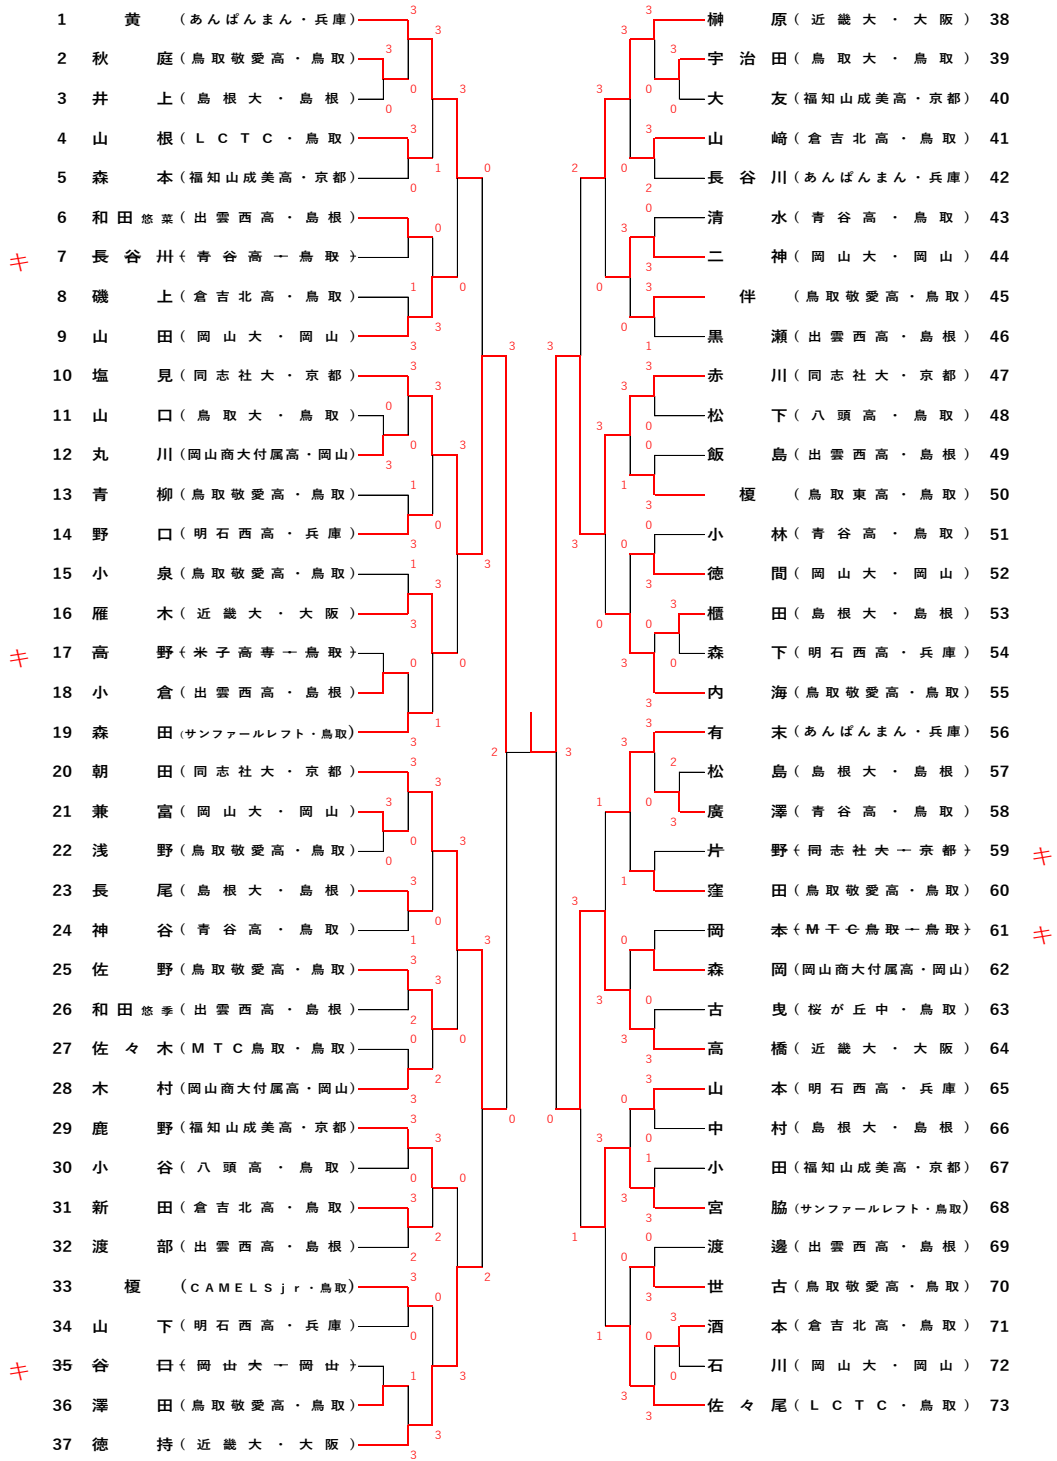 1 黄 (あんぱんまん・兵庫)
2 秋庭 (鳥取敬愛高・鳥取)
3 井上 (島根大・島根)
4 山根 (LCTC・鳥取)
5 森本 (福知山成美高・京都)
6 和田悠菜 (出雲西高・島根)
キ 7 長谷川 (青谷高・鳥取)
8 磯上 (倉吉北高・鳥取)
9 山田 (岡山大・岡山)
10 塩見 (同志社大・京都)
11 山口 (鳥取大・鳥取)
12 丸川 (岡山商大付属高・岡山)
13 青柳 (鳥取敬愛高・鳥取)
14 野口 (明石西高・兵庫)
15 小泉 (鳥取敬愛高・鳥取)
16 雁木 (近畿大・大阪)
キ 17 高野 (米子高専・鳥取)
18 小倉 (出雲西高・島根)
19 森田 (サンファールレフト・鳥取)
20 朝田 (同志社大・京都)
21 兼富 (岡山大・岡山)
22 浅野 (鳥取敬愛高・鳥取)
23 長尾 (島根大・島根)
24 神谷 (青谷高・鳥取)
25 佐野 (鳥取敬愛高・鳥取)
26 和田悠季 (出雲西高・島根)
27 佐々木 (MTC鳥取・鳥取)
28 木村 (岡山商大付属高・岡山)
29 鹿野 (福知山成美高・京都)
30 小谷 (八頭高・鳥取)
31 新田 (倉吉北高・鳥取)
32 渡部 (出雲西高・島根)
33 榎 (CAMELSjr・鳥取)
34 山下 (明石西高・兵庫)
キ 35 谷口 (岡山大・岡山)
36 澤田 (鳥取敬愛高・鳥取)
37 徳持 (近畿大・大阪)
榊原 (近畿大・大阪) 38
宇治田 (鳥取大・鳥取) 39
大友 (福知山成美高・京都) 40
山﨑 (倉吉北高・鳥取) 41
長谷川 (あんぱんまん・兵庫) 42
清水 (青谷高・鳥取) 43
二神 (岡山大・岡山) 44
伴 (鳥取敬愛高・鳥取) 45
黒瀬 (出雲西高・島根) 46
赤川 (同志社大・京都) 47
松下 (八頭高・鳥取) 48
飯島 (出雲西高・島根) 49
榎 (鳥取東高・鳥取) 50
小林 (青谷高・鳥取) 51
徳間 (岡山大・岡山) 52
櫃田 (島根大・島根) 53
森下 (明石西高・兵庫) 54
内海 (鳥取敬愛高・鳥取) 55
有末 (あんぱんまん・兵庫) 56
松島 (島根大・島根) 57
廣澤 (青谷高・鳥取) 58
片野 (同志社大・京都) 59 キ
窪田 (鳥取敬愛高・鳥取) 60
岡本 (MTC鳥取・鳥取) 61 キ
森岡 (岡山商大付属高・岡山) 62
古曳 (桜が丘中・鳥取) 63
高橋 (近畿大・大阪) 64
山本 (明石西高・兵庫) 65
中村 (島根大・島根) 66
小田 (福知山成美高・京都) 67
宮脇 (サンファールレフト・鳥取) 68
渡邊 (出雲西高・島根) 69
世古 (鳥取敬愛高・鳥取) 70
酒本 (倉吉北高・鳥取) 71
石川 (岡山大・岡山) 72
佐々尾 (LCTC・鳥取) 73